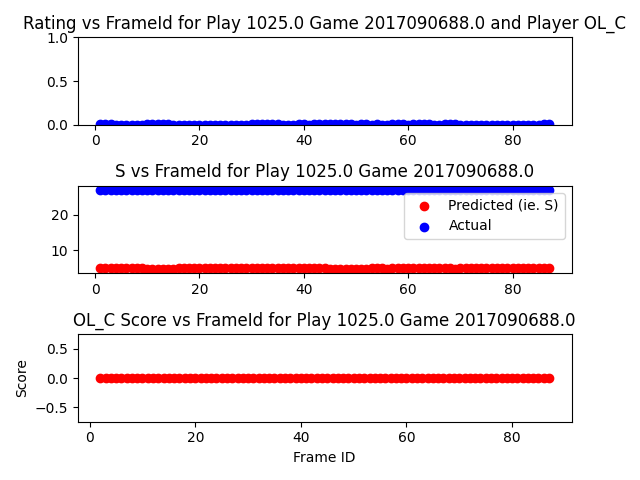 Rating vs FrameId for Play 1025.0 Game 2017090688.0 and Player OL_C
1.0
0.5
0.0
0 20 40 60 80
S vs FrameId for Play 1025.0 Game 2017090688.0
20
10
Predicted (ie. S)
Actual
0 20 40 60 80
OL_C Score vs FrameId for Play 1025.0 Game 2017090688.0
Score
0.5
0.0
−0.5
0 20 40 60 80
Frame ID